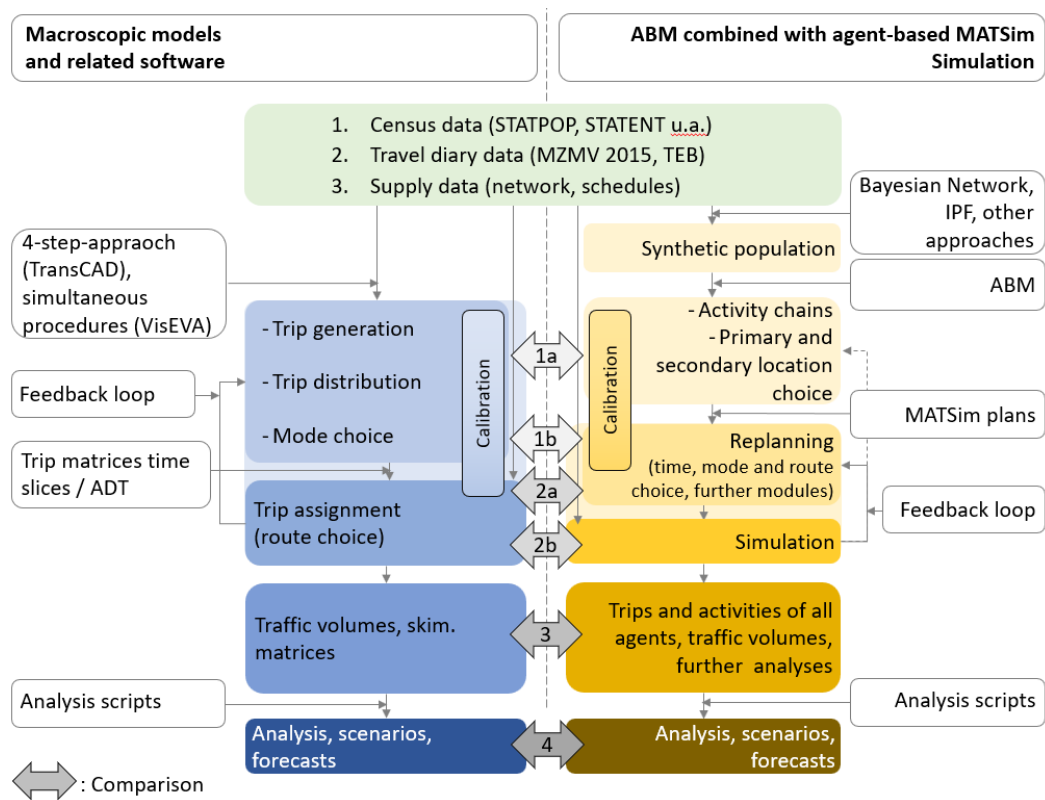 Macroscopic models
and related software
ABM combined with agent-based MATSim
Simulation
1. Census data (STATPOP, STATENT u.a.)
2. Travel diary data (MZMV 2015, TEB)
3. Supply data (network, schedules)
Bayesian Network,
IPF, other
approaches
4-step-appraoch
(TransCAD),
simultaneous
procedures (VisEVA)
Synthetic population
ABM
- Trip generation
- Trip distribution
- Mode choice
Calibration
1a
Calibration
- Activity chains
- Primary and
secondary location
choice
Feedback loop
MATSim plans
1b
Trip matrices time
slices / ADT
Replanning
(time, mode and route
choice, further modules)
2a
Trip assignment
(route choice)
Feedback loop
2b
Simulation
Traffic volumes, skim.
matrices
3
Trips and activities of all
agents, traffic volumes,
further analyses
Analysis scripts
Analysis scripts
Analysis, scenarios,
forecasts
4
Analysis, scenarios,
forecasts
: Comparison